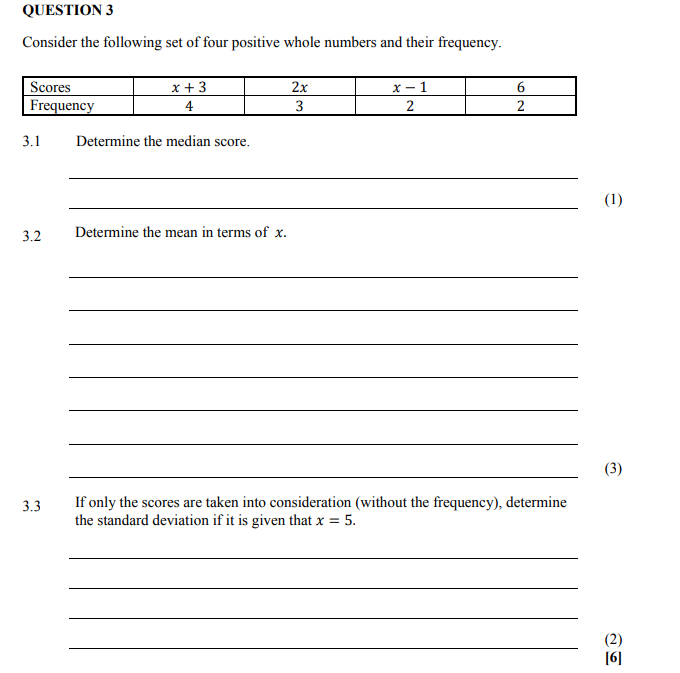 QUESTION 3
Consider the following set of four positive whole numbers and their frequency.
Scores x + 3 2x x − 1 6
Frequency 4 3 2 2
3.1 Determine the median score.
(1)
3.2 Determine the mean in terms of x.
(3)
3.3 If only the scores are taken into consideration (without the frequency), determine
the standard deviation if it is given that x = 5.
(2)
[6]